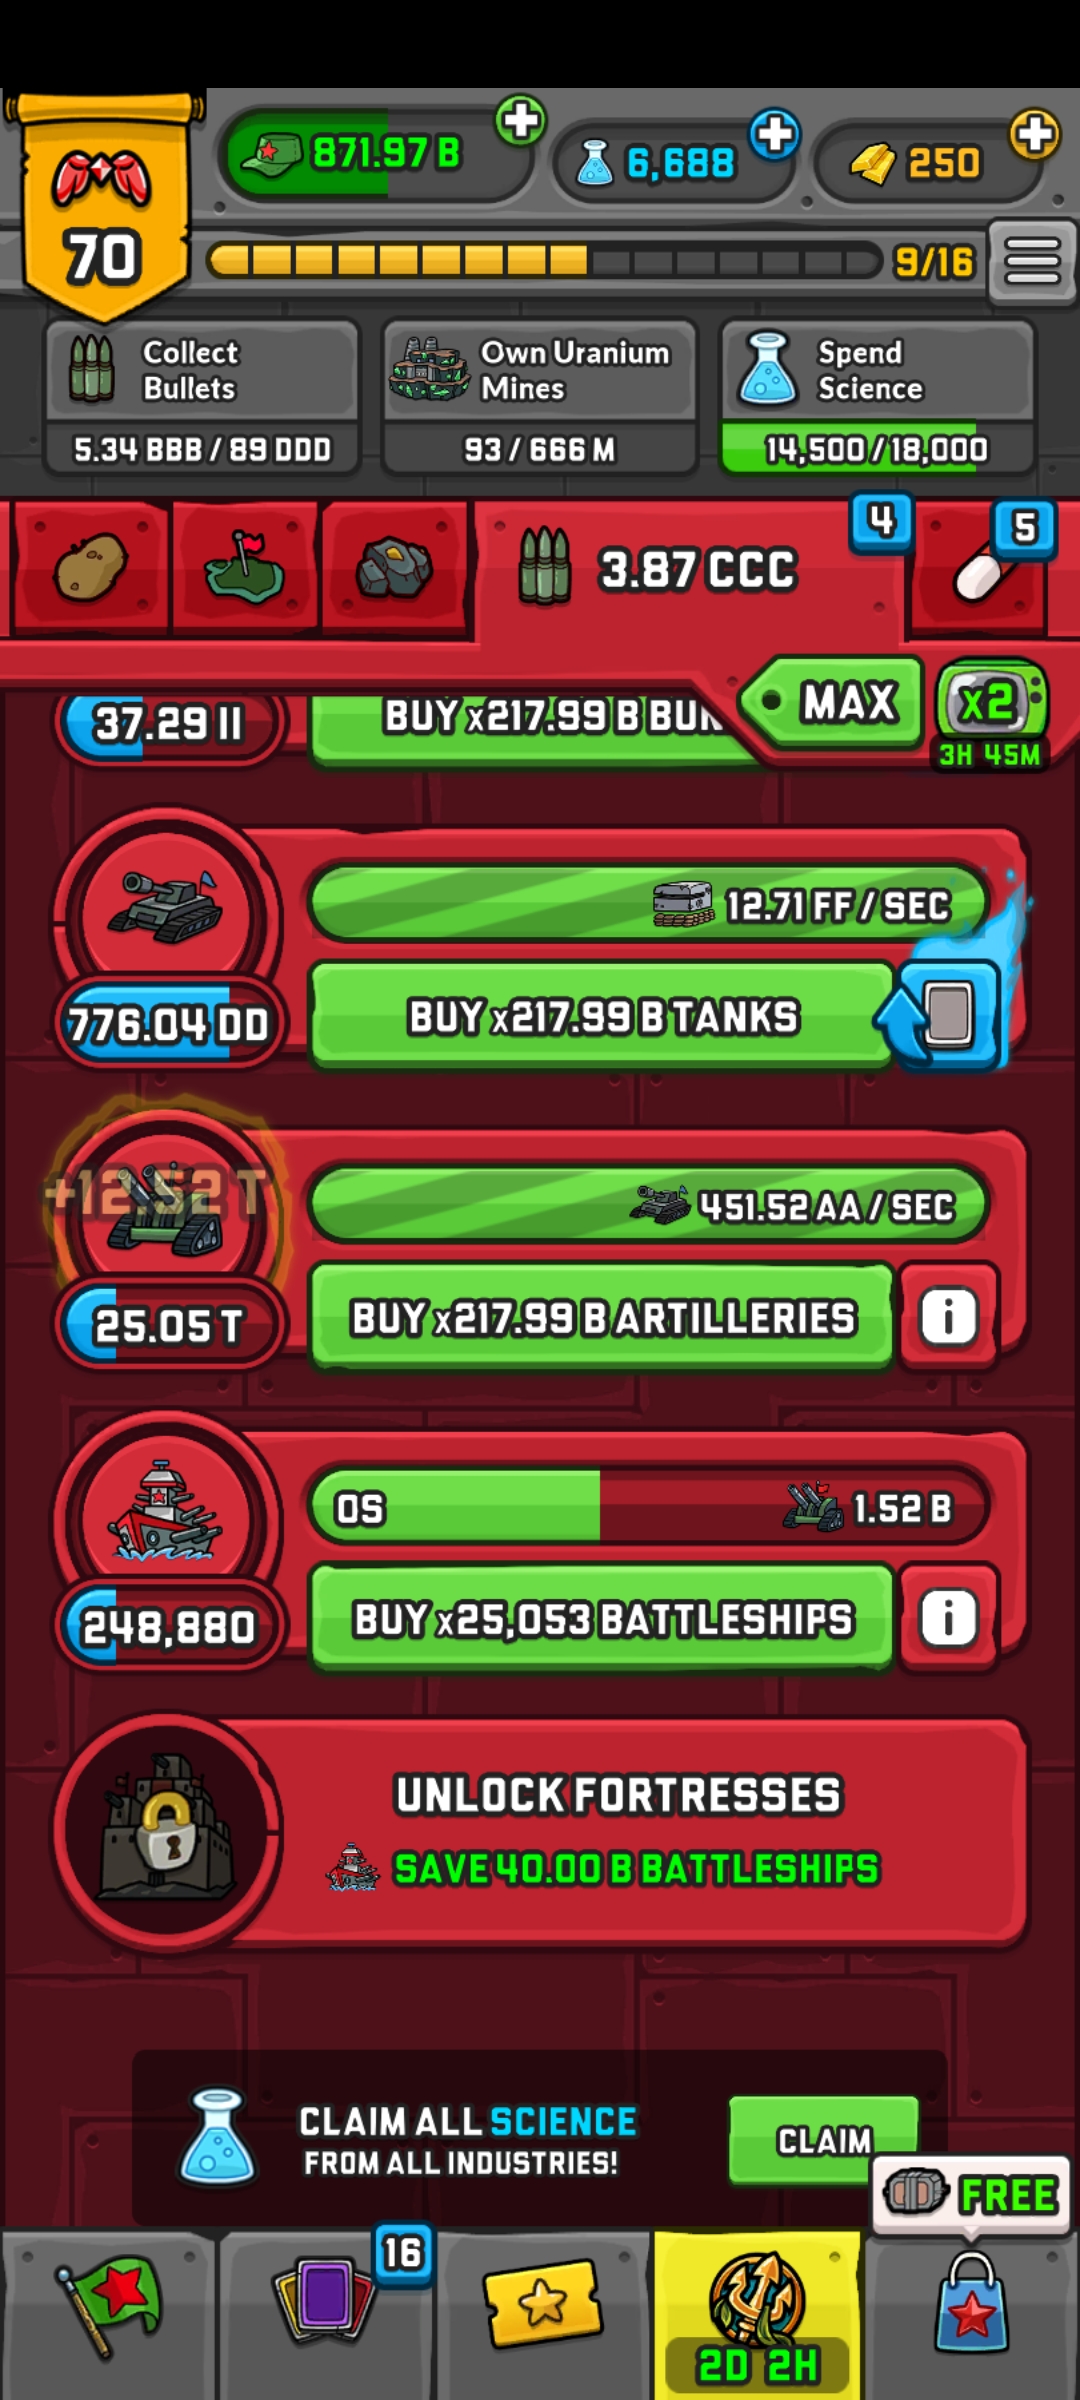 871.97 B
6,688
250
70
9/16
Collect
Bullets
5.34 BBB / 89 DDD
Own Uranium
Mines
93 / 666 M
Spend
Science
14,500/18,000
3.87 CCC
4
5
MAX
x2
3H 45M
37.29 II
BUY x217.99 B
12.71 FF / SEC
776.04 DD
BUY x217.99 B TANKS
+12.52 T
451.52 AA / SEC
25.05 T
BUY x217.99 B ARTILLERIES
i
0S
1.52 B
248,880
BUY x25,053 BATTLESHIPS
i
UNLOCK FORTRESSES
SAVE 40.00 B BATTLESHIPS
CLAIM ALL SCIENCE
FROM ALL INDUSTRIES!
CLAIM
FREE
16
2D 2H